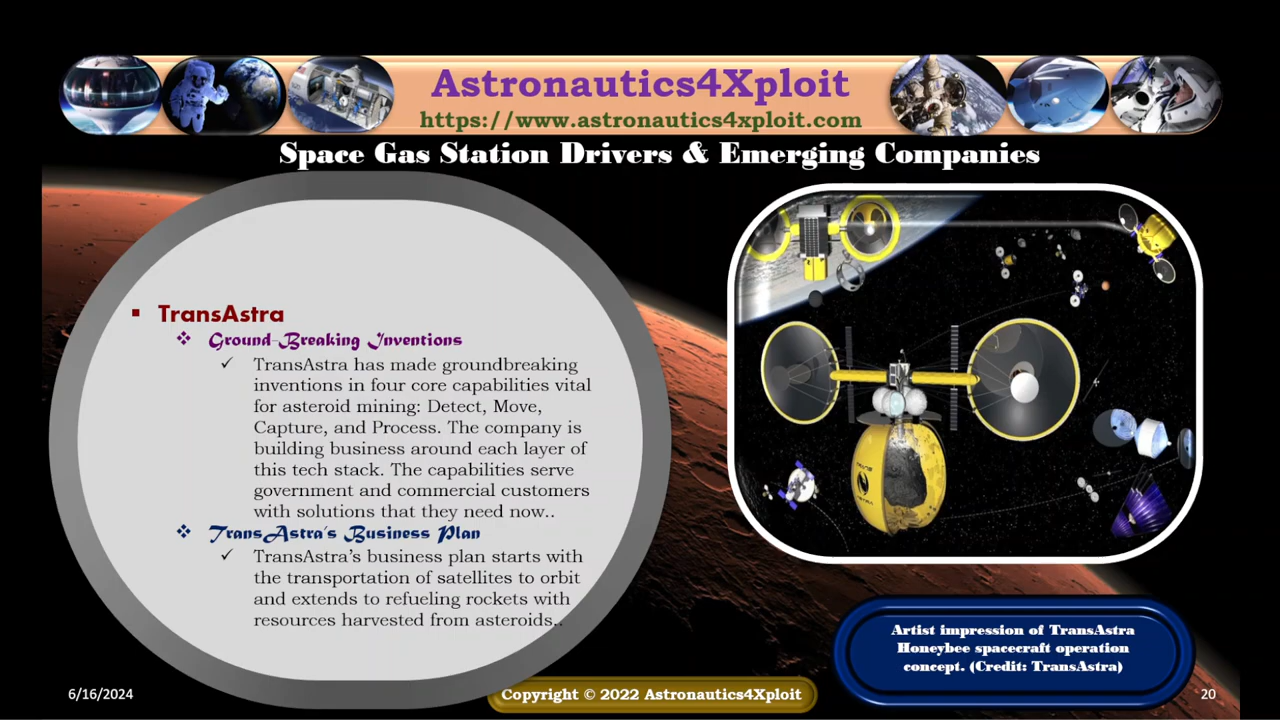 Astronautics4Xploit
https://www.astronautics4xploit.com
Space Gas Station Drivers & Emerging Companies
▪ TransAstra
❖ Ground-Breaking Inventions
✓ TransAstra has made groundbreaking
inventions in four core capabilities vital
for asteroid mining: Detect, Move,
Capture, and Process. The company is
building business around each layer of
this tech stack. The capabilities serve
government and commercial customers
with solutions that they need now..
❖ TransAstra's Business Plan
✓ TransAstra's business plan starts with
the transportation of satellites to orbit
and extends to refueling rockets with
resources harvested from asteroids..
Artist impression of TransAstra
Honeybee spacecraft operation
concept. (Credit: TransAstra)
6/16/2024
Copyright © 2022 Astronautics4Xploit
20